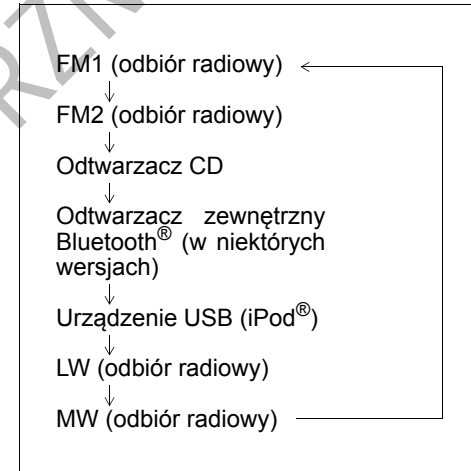 FM1 (odbiór radiowy)
FM2 (odbiór radiowy)
Odtwarzacz CD
Odtwarzacz zewnętrzny
Bluetooth® (w niektórych
wersjach)
Urządzenie USB (iPod®)
LW (odbiór radiowy)
MW (odbiór radiowy)